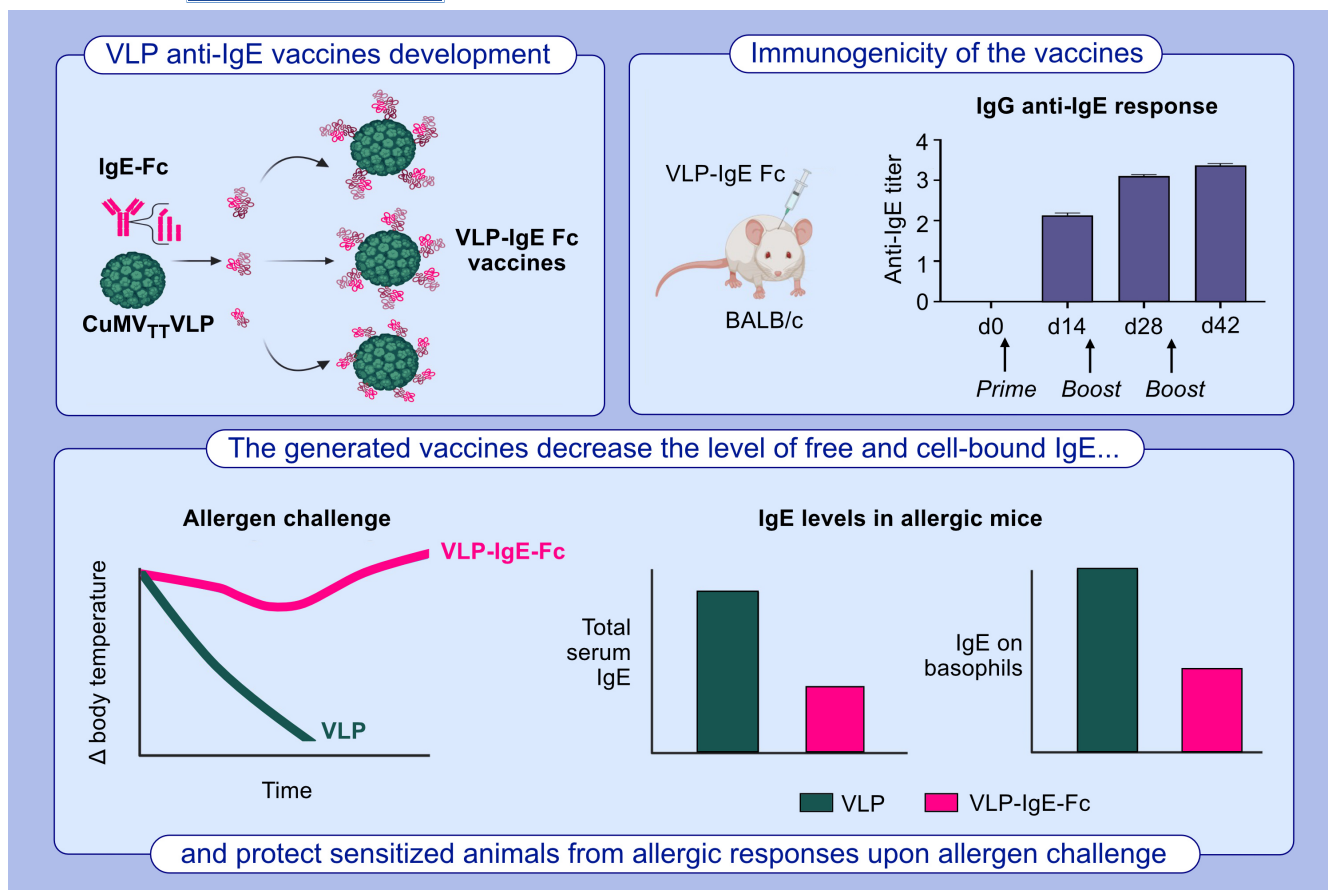 VLP anti-IgE vaccines development
IgE-Fc
CuMVTTVLP
VLP-IgE Fc
vaccines
Immunogenicity of the vaccines
VLP-IgE Fc
BALB/c
IgG anti-IgE response
Anti-IgE titer
4
3
2
1
0
d0 d14 d28 d42
Prime Boost Boost
The generated vaccines decrease the level of free and cell-bound IgE...
Allergen challenge
Δ body temperature
VLP-IgE-Fc
VLP
Time
IgE levels in allergic mice
Total
serum
IgE
IgE on
basophils
VLP VLP-IgE-Fc
and protect sensitized animals from allergic responses upon allergen challenge